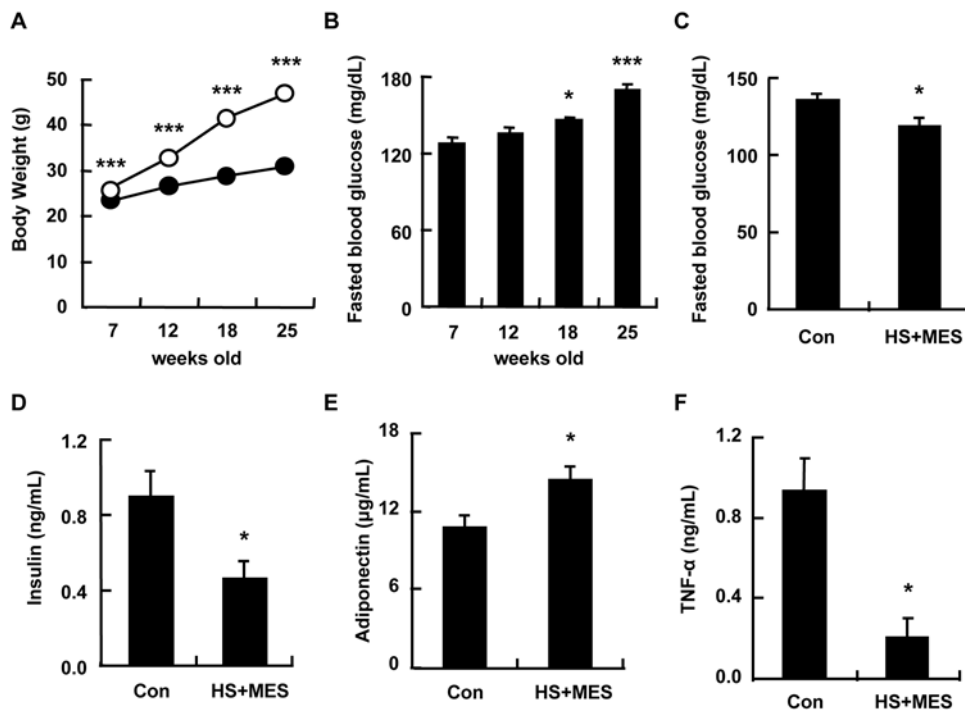 A
Body Weight (g)
50
40
30
20
10
0
***
***
***
***
7 12 18 25
weeks old
B
Fasted blood glucose (mg/dL)
180
120
60
0
*
***
7 12 18 25
weeks old
C
Fasted blood glucose (mg/dL)
150
100
50
0
*
Con HS+MES
D
Insulin (ng/mL)
1.2
0.8
0.4
0.0
*
Con HS+MES
E
Adiponectin (µg/mL)
18
12
6
0
*
Con HS+MES
F
TNF-α (ng/mL)
1.2
0.8
0.4
0.0
*
Con HS+MES